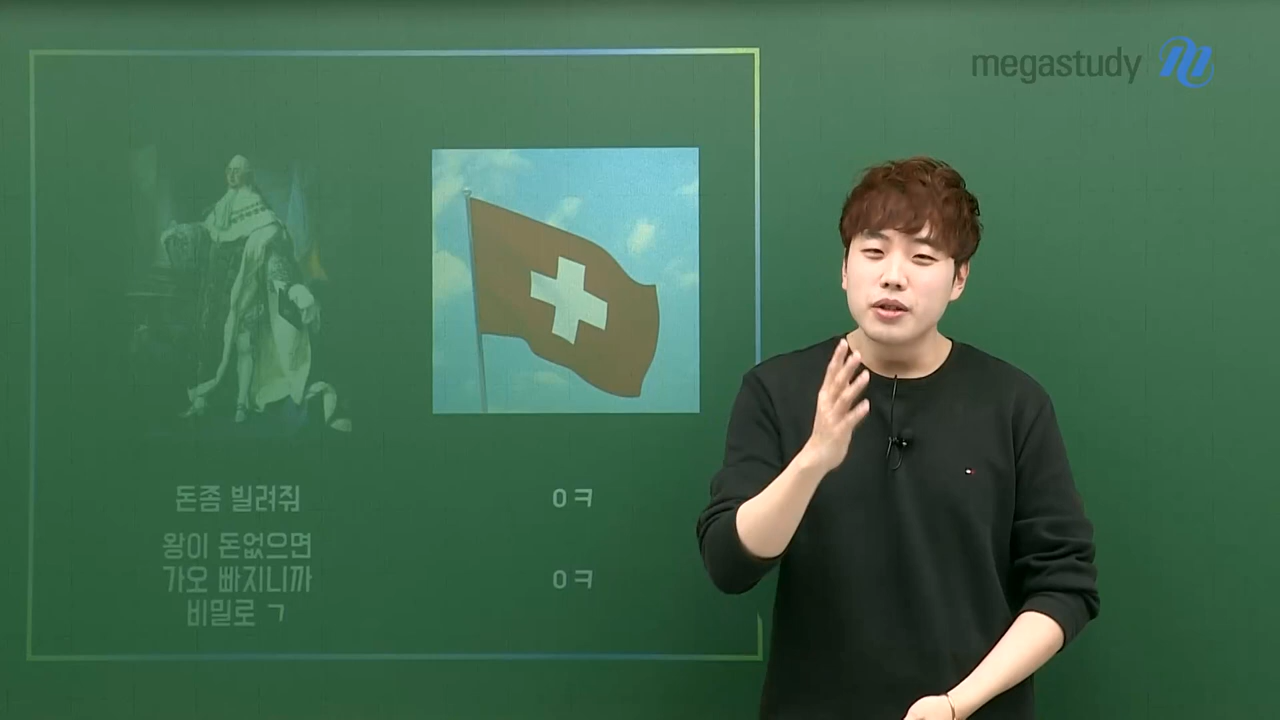 megastudy
돈좀 빌려줘
ㅇㅋ
왕이 돈없으면
가오 빠지니까
비밀로 ㄱ
ㅇㅋ